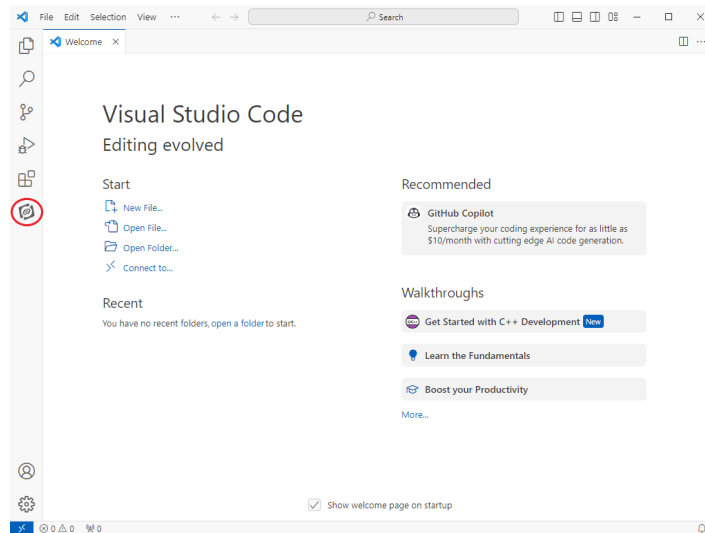 File Edit Selection View ··· Search
Welcome
Visual Studio Code
Editing evolved
Start
New File...
Open File...
Open Folder...
Connect to...
Recent
You have no recent folders, open a folder to start.
Recommended
GitHub Copilot
Supercharge your coding experience for as little as
$10/month with cutting edge AI code generation.
Walkthroughs
Get Started with C++ Development New
Learn the Fundamentals
Boost your Productivity
More...
Show welcome page on startup
0 0 0